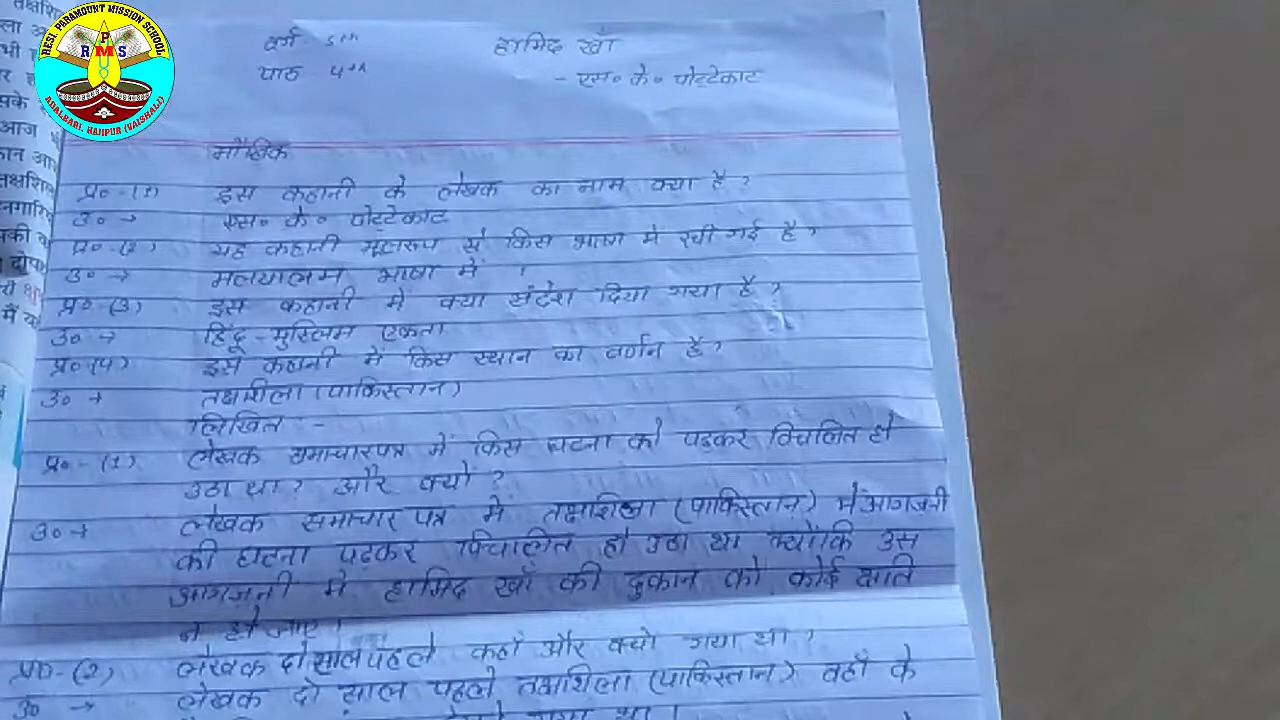 RESI. PARAMOUNT MISSION SCHOOL
P
R M S
ADALBARI, HAJIPUR (VAISHALI)
वर्ग 5th हामिद खाँ
पाठ 4th - एस० के० पोट्टेकाट
मौखिक
प्र०-(1) इस कहानी के लेखक का नाम क्या है?
उ०→ एस० के० पोट्टेकाट
प्र०-(2) यह कहानी मूलरूप से किस भाषा में रची गई है?
उ०→ मलयालम भाषा में ।
प्र०-(3) इस कहानी में क्या संदेश दिया गया है?
उ०→ हिंदू-मुस्लिम एकता
प्र०-(4) इस कहानी में किस स्थान का वर्णन है?
उ०→ तक्षशिला (पाकिस्तान)
लिखित :-
प्र०-(1) लेखक समाचारपत्र में किस घटना को पढ़कर विचलित हो
उठा था? और क्यों?
उ०→ लेखक समाचार पत्र में तक्षशिला (पाकिस्तान) में आगजनी
की घटना पढ़कर विचलित हो उठा था क्योंकि उस
आगज़नी में हामिद खाँ की दुकान को कोई क्षति
न हो जाए।
प्र०-(2) लेखक दो साल पहले कहाँ और क्यों गया था?
उ०→ लेखक दो साल पहले तक्षशिला (पाकिस्तान) वहाँ के